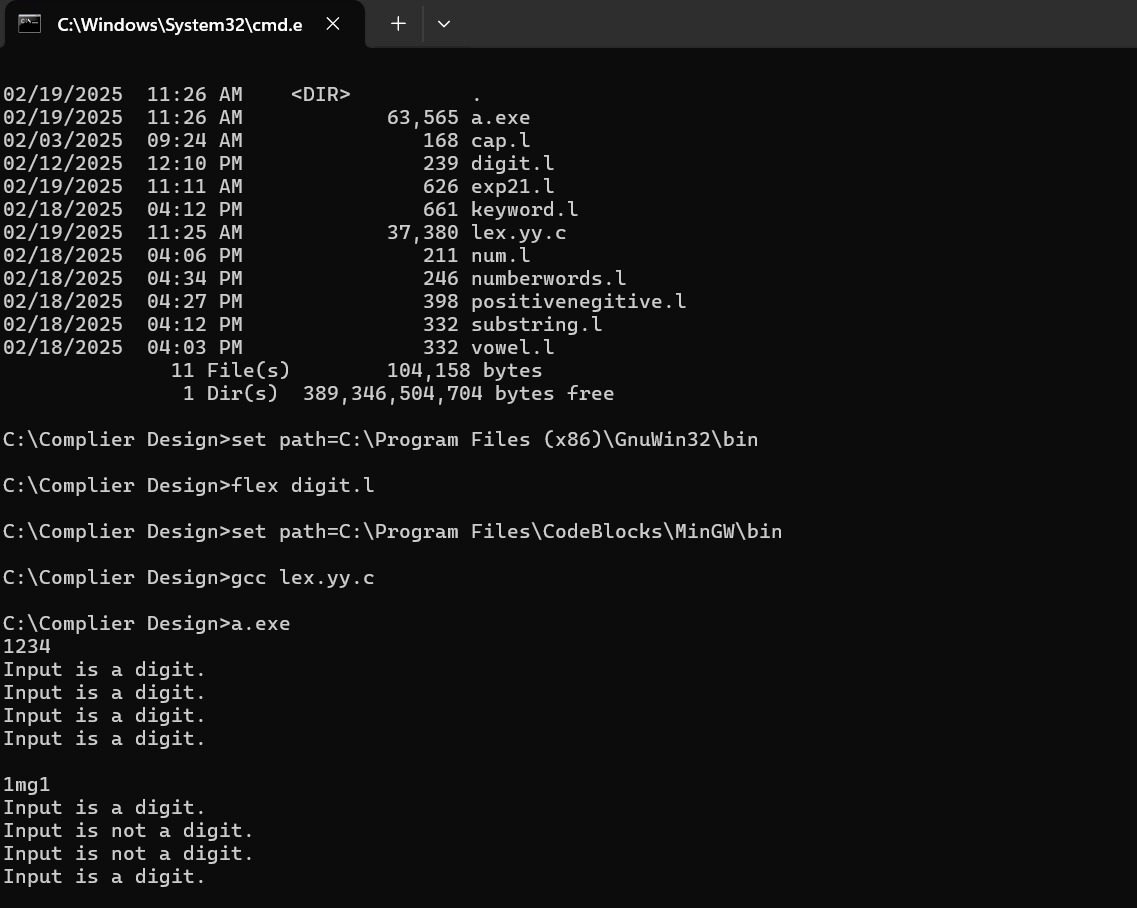 C:\Windows\System32\cmd.e
02/19/2025  11:26 AM    <DIR>          .
02/19/2025  11:26 AM            63,565 a.exe
02/03/2025  09:24 AM               168 cap.l
02/12/2025  12:10 PM               239 digit.l
02/19/2025  11:11 AM               626 exp21.l
02/18/2025  04:12 PM               661 keyword.l
02/19/2025  11:25 AM            37,380 lex.yy.c
02/18/2025  04:06 PM               211 num.l
02/18/2025  04:34 PM               246 numberwords.l
02/18/2025  04:27 PM               398 positivenegitive.l
02/18/2025  04:12 PM               332 substring.l
02/18/2025  04:03 PM               332 vowel.l
              11 File(s)        104,158 bytes
               1 Dir(s)  389,346,504,704 bytes free
C:\Complier Design>set path=C:\Program Files (x86)\GnuWin32\bin
C:\Complier Design>flex digit.l
C:\Complier Design>set path=C:\Program Files\CodeBlocks\MinGW\bin
C:\Complier Design>gcc lex.yy.c
C:\Complier Design>a.exe
1234
Input is a digit.
Input is a digit.
Input is a digit.
Input is a digit.
1mg1
Input is a digit.
Input is not a digit.
Input is not a digit.
Input is a digit.